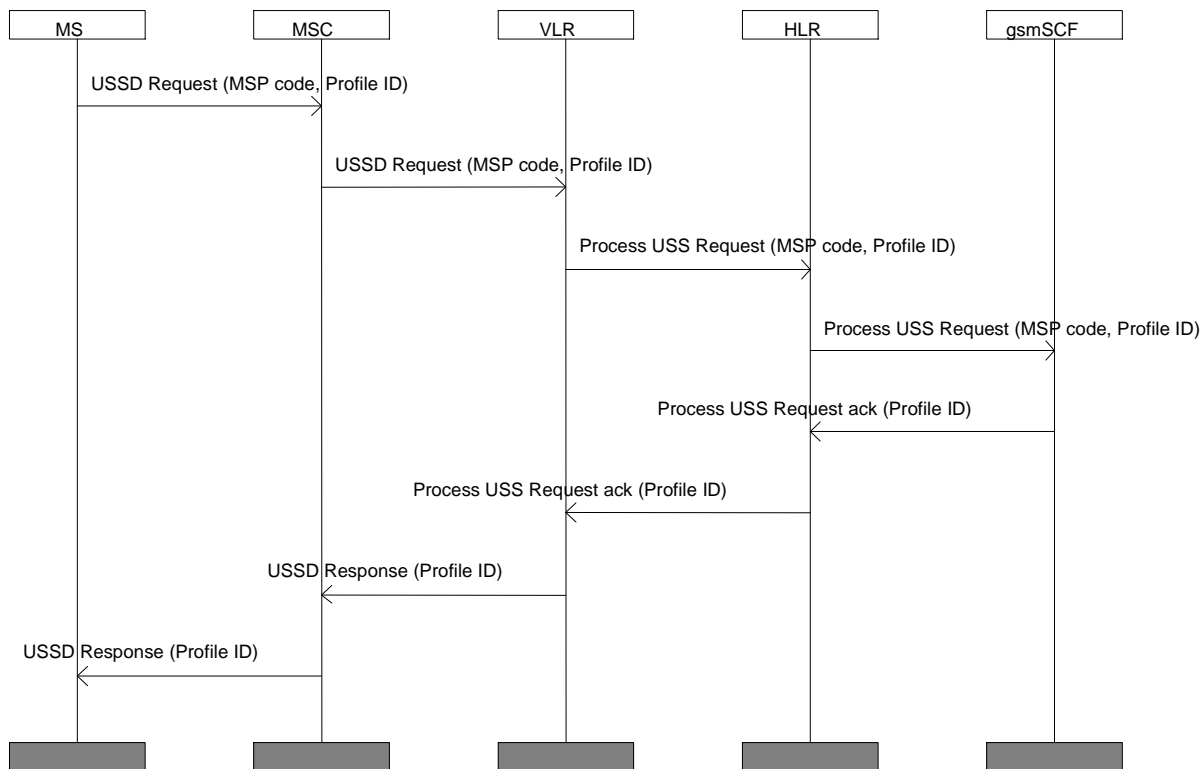 MS MSC VLR HLR gsmSCF
USSD Request (MSP code, Profile ID)
USSD Request (MSP code, Profile ID)
Process USS Request (MSP code, Profile ID)
Process USS Request (MSP code, Profile ID)
Process USS Request ack (Profile ID)
Process USS Request ack (Profile ID)
USSD Response (Profile ID)
USSD Response (Profile ID)